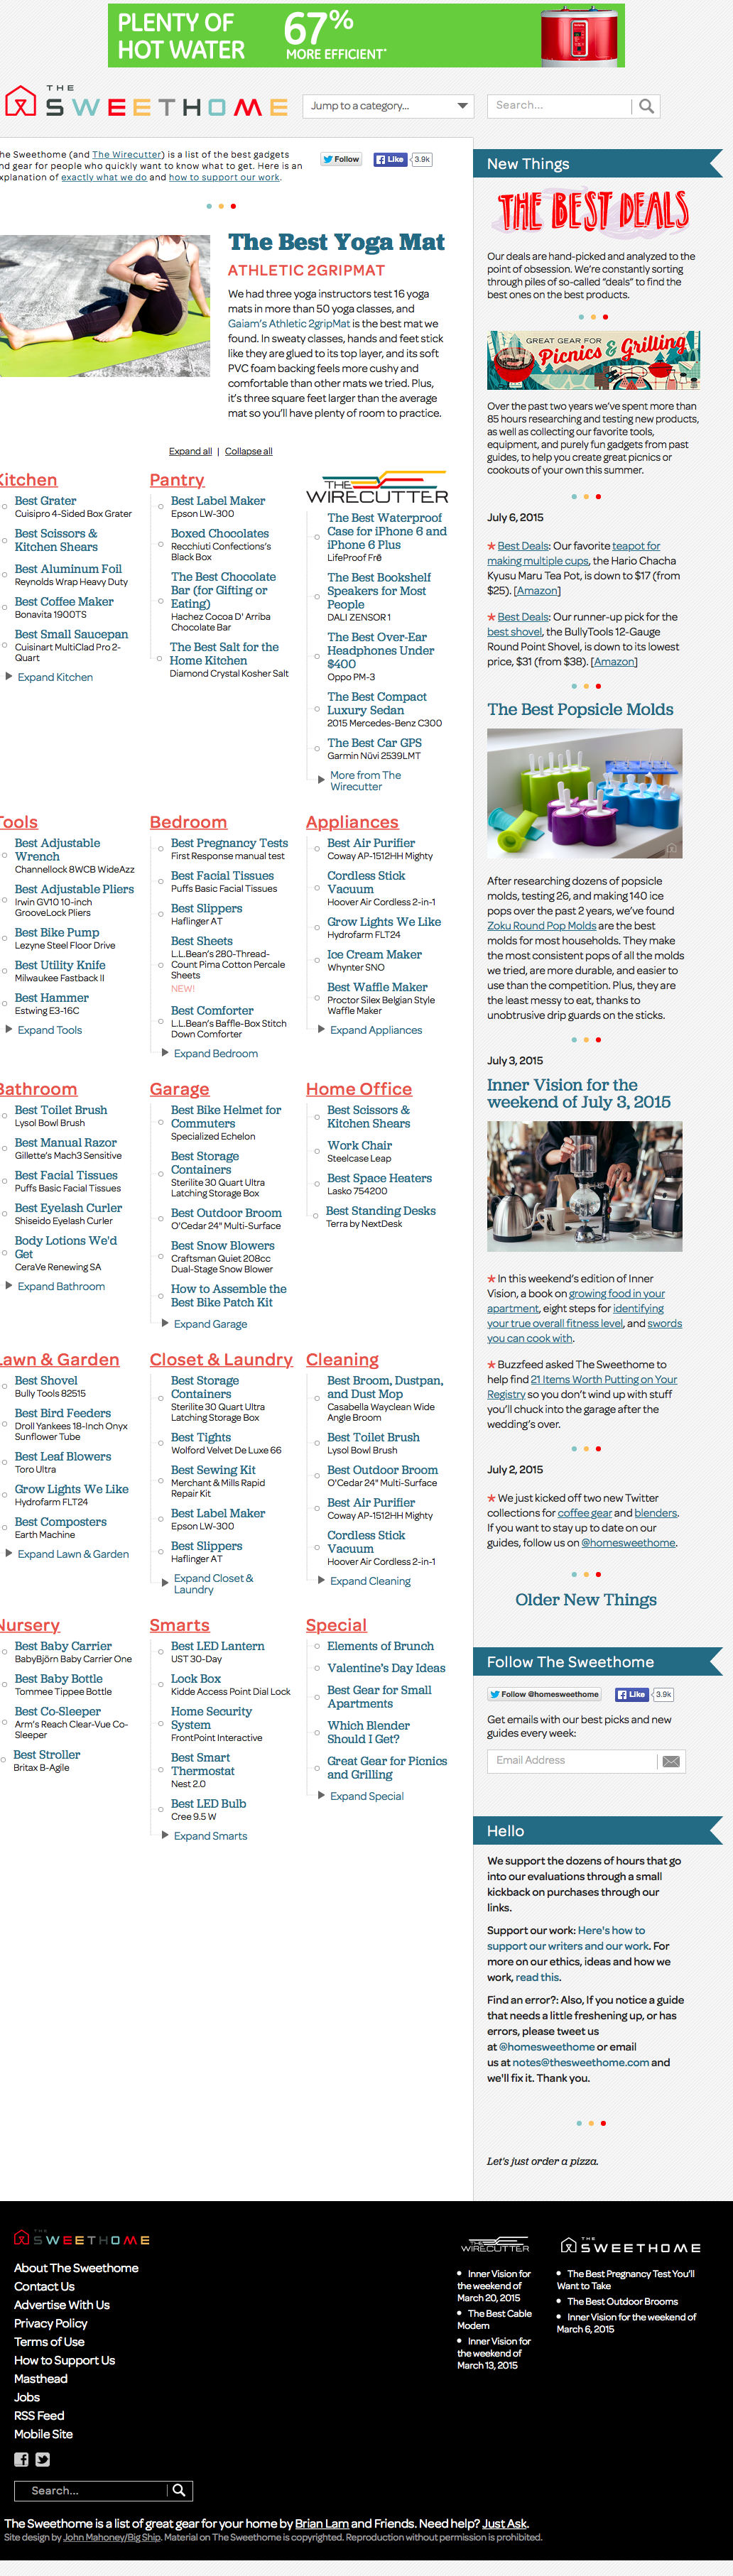 PLENTY OF
HOT WATER
67%
MORE EFFICIENT*
THE
SWEETHOME
Jump to a category...
Search...
he Sweethome (and The Wirecutter) is a list of the best gadgets
nd gear for people who quickly want to know what to get. Here is an
xplanation of exactly what we do and how to support our work.
Follow
Like
3.9k
The Best Yoga Mat
ATHLETIC 2GRIPMAT
We had three yoga instructors test 16 yoga
mats in more than 50 yoga classes, and
Gaiam's Athletic 2gripMat is the best mat we
found. In sweaty classes, hands and feet stick
like they are glued to its top layer, and its soft
PVC foam backing feels more cushy and
comfortable than other mats we tried. Plus,
it's three square feet larger than the average
mat so you'll have plenty of room to practice.
Expand all | Collapse all
Kitchen
Best Grater
Cuisipro 4-Sided Box Grater
Best Scissors &
Kitchen Shears
Best Aluminum Foil
Reynolds Wrap Heavy Duty
Best Coffee Maker
Bonavita 1900TS
Best Small Saucepan
Cuisinart MultiClad Pro 2-
Quart
Expand Kitchen
Pantry
Best Label Maker
Epson LW-300
Boxed Chocolates
Recchiuti Confections's
Black Box
The Best Chocolate
Bar (for Gifting or
Eating)
Hachez Cocoa D' Arriba
Chocolate Bar
The Best Salt for the
Home Kitchen
Diamond Crystal Kosher Salt
THE
WIRECUTTER
The Best Waterproof
Case for iPhone 6 and
iPhone 6 Plus
LifeProof Frē
The Best Bookshelf
Speakers for Most
People
DALI ZENSOR 1
The Best Over-Ear
Headphones Under
$400
Oppo PM-3
The Best Compact
Luxury Sedan
2015 Mercedes-Benz C300
The Best Car GPS
Garmin Nüvi 2539LMT
More from The
Wirecutter
Tools
Best Adjustable
Wrench
Channellock 8WCB WideAzz
Best Adjustable Pliers
Irwin GV10 10-inch
GrooveLock Pliers
Best Bike Pump
Lezyne Steel Floor Drive
Best Utility Knife
Milwaukee Fastback II
Best Hammer
Estwing E3-16C
Expand Tools
Bedroom
Best Pregnancy Tests
First Response manual test
Best Facial Tissues
Puffs Basic Facial Tissues
Best Slippers
Haflinger AT
Best Sheets
L.L.Bean's 280-Thread-
Count Pima Cotton Percale
Sheets
NEW!
Best Comforter
L.L.Bean's Baffle-Box Stitch
Down Comforter
Expand Bedroom
Appliances
Best Air Purifier
Coway AP-1512HH Mighty
Cordless Stick
Vacuum
Hoover Air Cordless 2-in-1
Grow Lights We Like
Hydrofarm FLT24
Ice Cream Maker
Whynter SNO
Best Waffle Maker
Proctor Silex Belgian Style
Waffle Maker
Expand Appliances
Bathroom
Best Toilet Brush
Lysol Bowl Brush
Best Manual Razor
Gillette's Mach3 Sensitive
Best Facial Tissues
Puffs Basic Facial Tissues
Best Eyelash Curler
Shiseido Eyelash Curler
Body Lotions We'd
Get
CeraVe Renewing SA
Expand Bathroom
Garage
Best Bike Helmet for
Commuters
Specialized Echelon
Best Storage
Containers
Sterilite 30 Quart Ultra
Latching Storage Box
Best Outdoor Broom
O'Cedar 24" Multi-Surface
Best Snow Blowers
Craftsman Quiet 208cc
Dual-Stage Snow Blower
How to Assemble the
Best Bike Patch Kit
Expand Garage
Home Office
Best Scissors &
Kitchen Shears
Work Chair
Steelcase Leap
Best Space Heaters
Lasko 754200
Best Standing Desks
Terra by NextDesk
Lawn & Garden
Best Shovel
Bully Tools 82515
Best Bird Feeders
Droll Yankees 18-Inch Onyx
Sunflower Tube
Best Leaf Blowers
Toro Ultra
Grow Lights We Like
Hydrofarm FLT24
Best Composters
Earth Machine
Expand Lawn & Garden
Closet & Laundry
Best Storage
Containers
Sterilite 30 Quart Ultra
Latching Storage Box
Best Tights
Wolford Velvet De Luxe 66
Best Sewing Kit
Merchant & Mills Rapid
Repair Kit
Best Label Maker
Epson LW-300
Best Slippers
Haflinger AT
Expand Closet &
Laundry
Cleaning
Best Broom, Dustpan,
and Dust Mop
Casabella Wayclean Wide
Angle Broom
Best Toilet Brush
Lysol Bowl Brush
Best Outdoor Broom
O'Cedar 24" Multi-Surface
Best Air Purifier
Coway AP-1512HH Mighty
Cordless Stick
Vacuum
Hoover Air Cordless 2-in-1
Expand Cleaning
Nursery
Best Baby Carrier
BabyBjörn Baby Carrier One
Best Baby Bottle
Tommee Tippee Bottle
Best Co-Sleeper
Arm's Reach Clear-Vue Co-
Sleeper
Best Stroller
Britax B-Agile
Smarts
Best LED Lantern
UST 30-Day
Lock Box
Kidde Access Point Dial Lock
Home Security
System
FrontPoint Interactive
Best Smart
Thermostat
Nest 2.0
Best LED Bulb
Cree 9.5 W
Expand Smarts
Special
Elements of Brunch
Valentine's Day Ideas
Best Gear for Small
Apartments
Which Blender
Should I Get?
Great Gear for Picnics
and Grilling
Expand Special
New Things
THE BEST DEALS
Our deals are hand-picked and analyzed to the
point of obsession. We're constantly sorting
through piles of so-called "deals" to find the
best ones on the best products.
GREAT GEAR FOR
Picnics & Grilling
Over the past two years we've spent more than
85 hours researching and testing new products,
as well as collecting our favorite tools,
equipment, and purely fun gadgets from past
guides, to help you create great picnics or
cookouts of your own this summer.
July 6, 2015
* Best Deals: Our favorite teapot for
making multiple cups, the Hario Chacha
Kyusu Maru Tea Pot, is down to $17 (from
$25). [Amazon]
* Best Deals: Our runner-up pick for the
best shovel, the BullyTools 12-Gauge
Round Point Shovel, is down to its lowest
price, $31 (from $38). [Amazon]
The Best Popsicle Molds
After researching dozens of popsicle
molds, testing 26, and making 140 ice
pops over the past 2 years, we've found
Zoku Round Pop Molds are the best
molds for most households. They make
the most consistent pops of all the molds
we tried, are more durable, and easier to
use than the competition. Plus, they are
the least messy to eat, thanks to
unobtrusive drip guards on the sticks.
July 3, 2015
Inner Vision for the
weekend of July 3, 2015
* In this weekend's edition of Inner
Vision, a book on growing food in your
apartment, eight steps for identifying
your true overall fitness level, and swords
you can cook with.
* Buzzfeed asked The Sweethome to
help find 21 Items Worth Putting on Your
Registry so you don't wind up with stuff
you'll chuck into the garage after the
wedding's over.
July 2, 2015
* We just kicked off two new Twitter
collections for coffee gear and blenders.
If you want to stay up to date on our
guides, follow us on @homesweethome.
Older New Things
Follow The Sweethome
Follow @homesweethome
Like
3.9k
Get emails with our best picks and new
guides every week:
Email Address
Hello
We support the dozens of hours that go
into our evaluations through a small
kickback on purchases through our
links.
Support our work: Here's how to
support our writers and our work. For
more on our ethics, ideas and how we
work, read this.
Find an error?: Also, If you notice a guide
that needs a little freshening up, or has
errors, please tweet us
at @homesweethome or email
us at notes@thesweethome.com and
we'll fix it. Thank you.
Let's just order a pizza.
THE
SWEETHOME
About The Sweethome
Contact Us
Advertise With Us
Privacy Policy
Terms of Use
How to Support Us
Masthead
Jobs
RSS Feed
Mobile Site
Search...
THE
WIRECUTTER
Inner Vision for
the weekend of
March 20, 2015
The Best Cable
Modem
Inner Vision for
the weekend of
March 13, 2015
THE
SWEETHOME
The Best Pregnancy Test You'll
Want to Take
The Best Outdoor Brooms
Inner Vision for the weekend of
March 6, 2015
The Sweethome is a list of great gear for your home by Brian Lam and Friends. Need help? Just Ask.
Site design by John Mahoney/Big Ship. Material on The Sweethome is copyrighted. Reproduction without permission is prohibited.